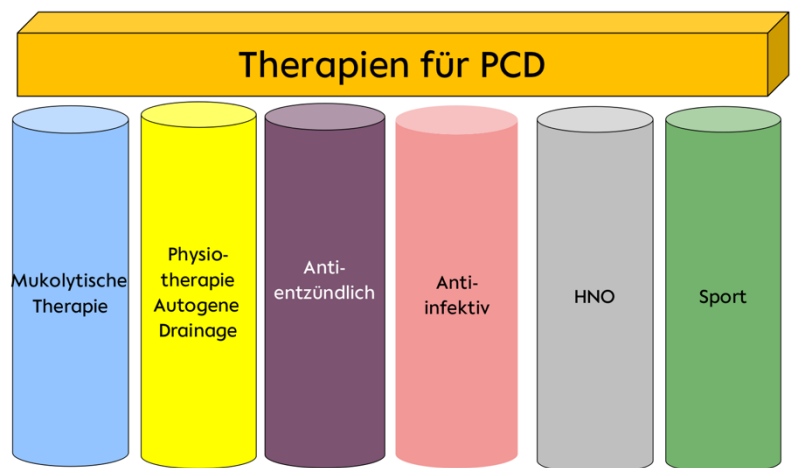 Therapien für PCD
Mukolytische
Therapie
Physio-
therapie
Autogene
Drainage
Anti-
entzündlich
Anti-
infektiv
HNO
Sport